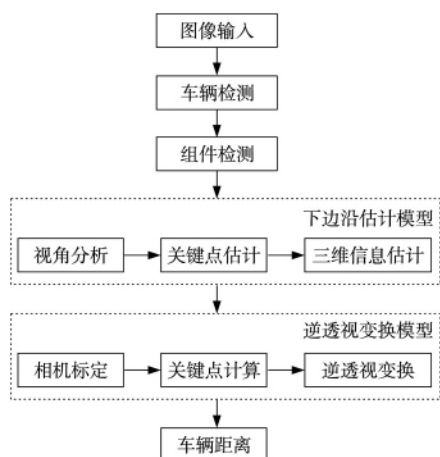 图像输入
车辆检测
组件检测
下边沿估计模型
视角分析
关键点估计
三维信息估计
逆透视变换模型
相机标定
关键点计算
逆透视变换
车辆距离